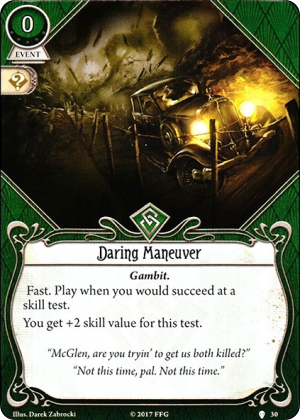 0
EVENT
?
Daring Maneuver
Gambit.
Fast. Play when you would succeed at a
skill test.
You get +2 skill value for this test.
"McGlen, are you tryin' to get us both killed?"
"Not this time, pal. Not this time."
Illus. Darek Zabrocki
© 2017 FFG
30